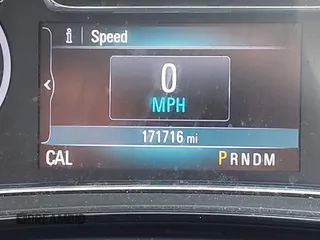 i Speed
0
MPH
171716 mi
CAL PRNDM